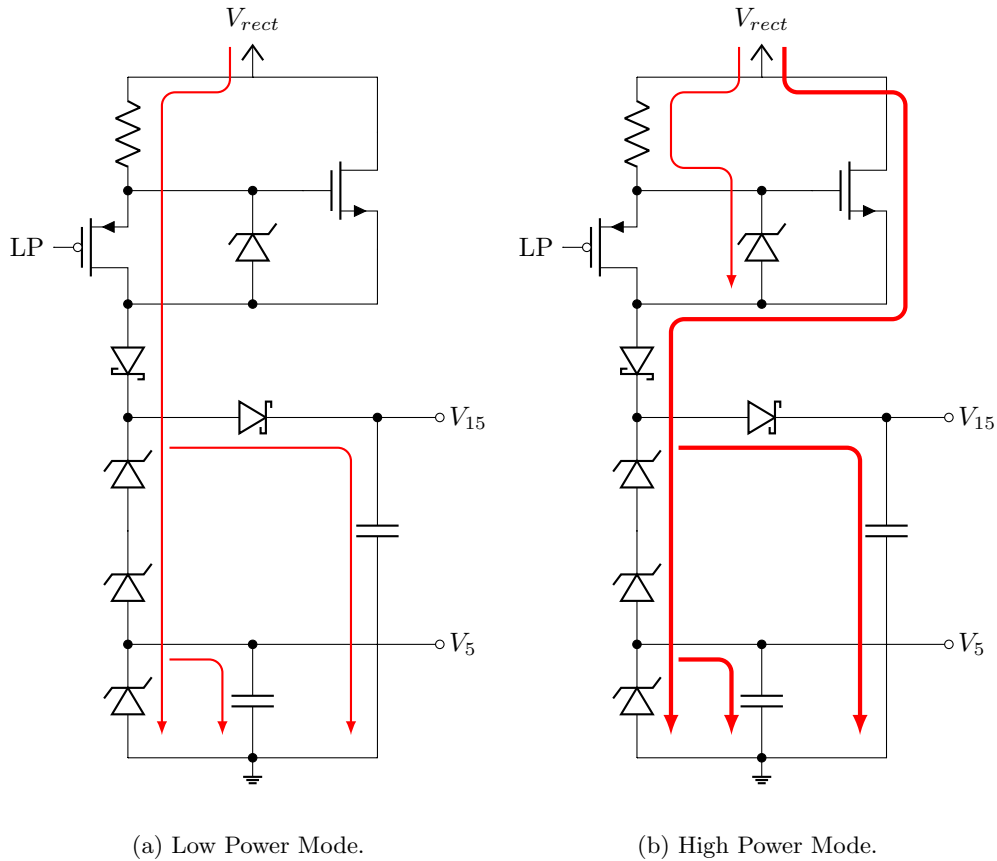 V_rect
V_rect
LP
LP
V_15
V_15
V_5
V_5
(a) Low Power Mode.
(b) High Power Mode.